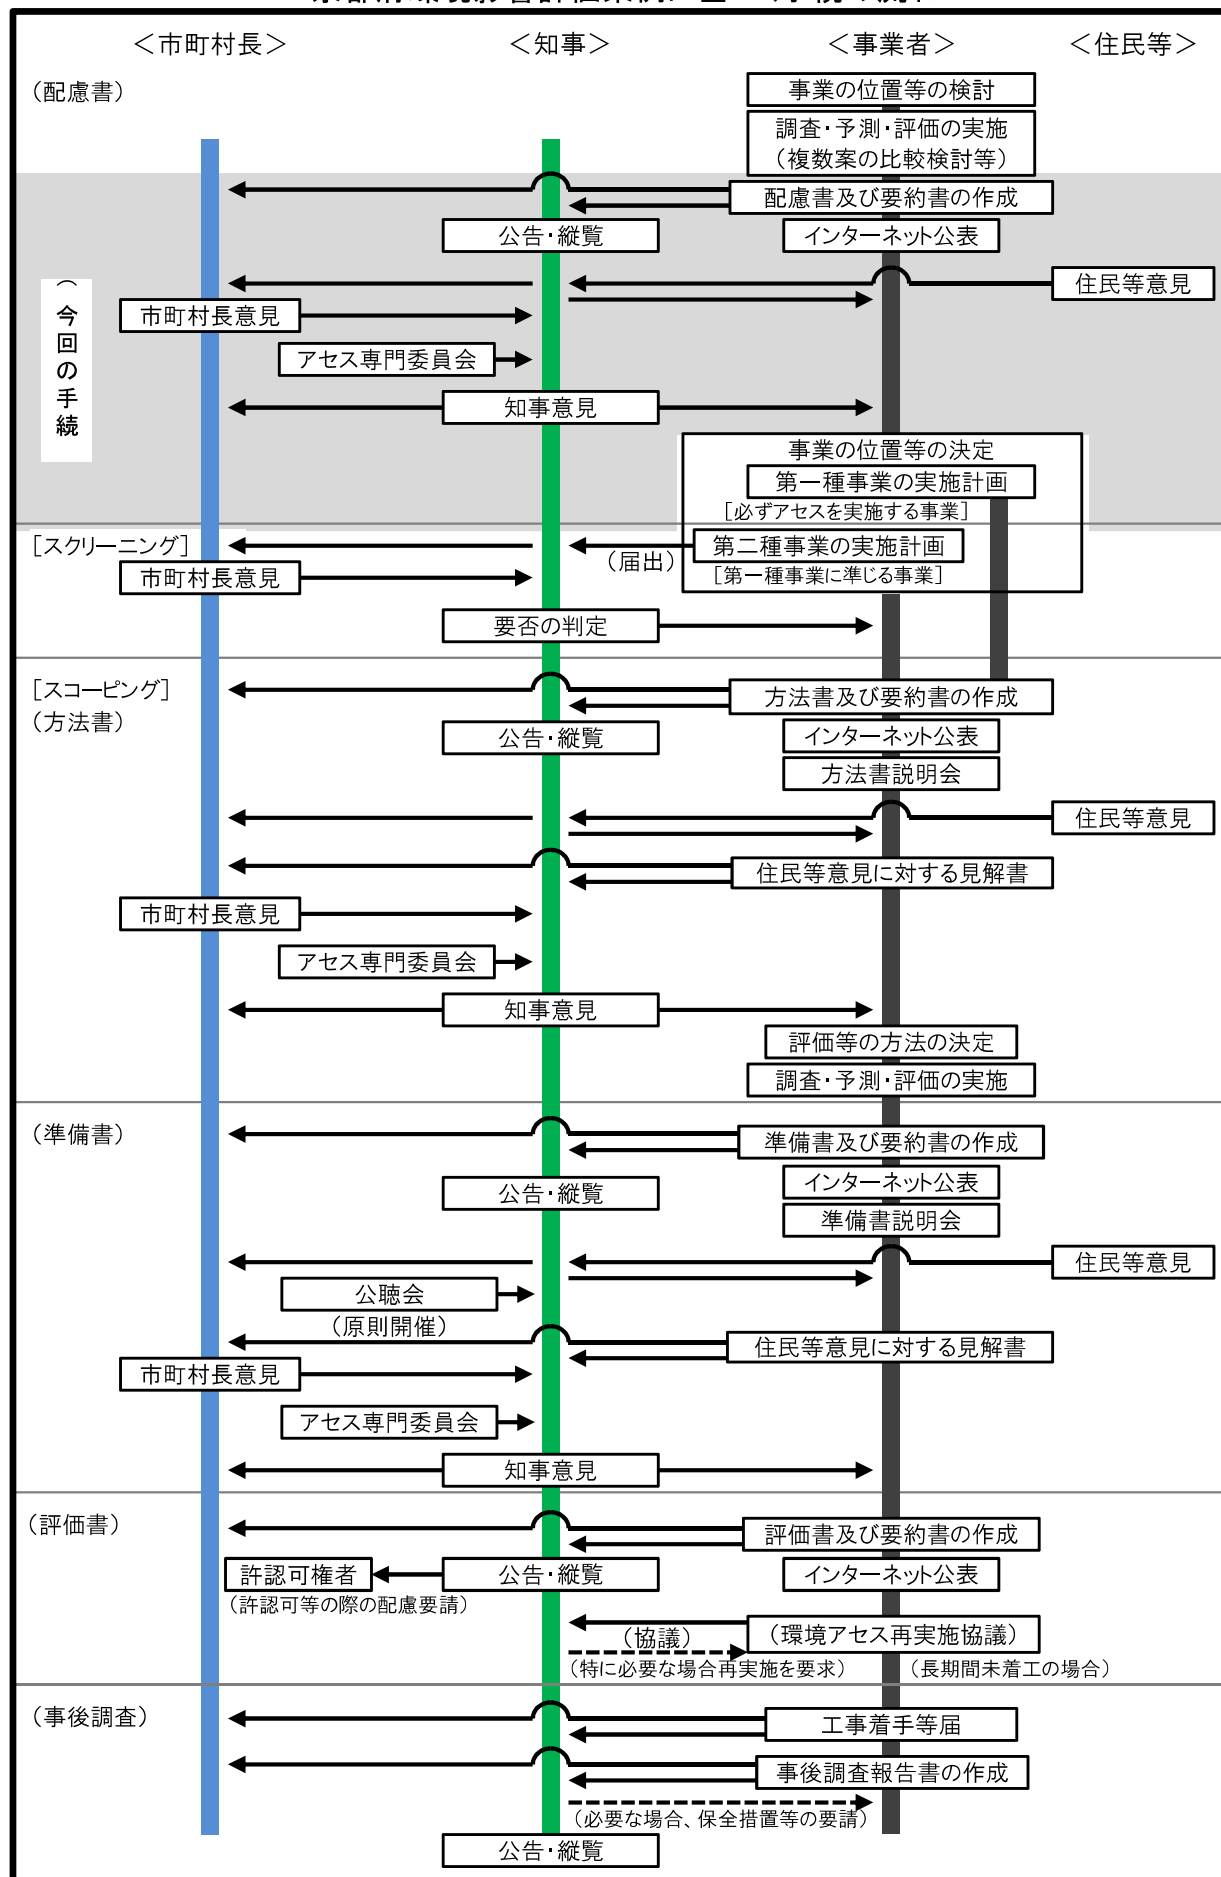 ＜市町村長＞ ＜知事＞ ＜事業者＞ ＜住民等＞
（配慮書）
事業の位置等の検討
調査・予測・評価の実施
（複数案の比較検討等）
配慮書及び要約書の作成
公告・縦覧 インターネット公表
（今回の手続
住民等意見
市町村長意見
アセス専門委員会
知事意見
事業の位置等の決定
第一種事業の実施計画
［必ずアセスを実施する事業］
［スクリーニング］
第二種事業の実施計画
（届出）
市町村長意見
［第一種事業に準じる事業］
要否の判定
［スコーピング］
（方法書）
方法書及び要約書の作成
公告・縦覧 インターネット公表
方法書説明会
住民等意見
住民等意見に対する見解書
市町村長意見
アセス専門委員会
知事意見
評価等の方法の決定
調査・予測・評価の実施
（準備書）
準備書及び要約書の作成
公告・縦覧 インターネット公表
準備書説明会
住民等意見
公聴会
（原則開催）
住民等意見に対する見解書
市町村長意見
アセス専門委員会
知事意見
（評価書）
評価書及び要約書の作成
許認可権者 公告・縦覧 インターネット公表
（許認可等の際の配慮要請）
（協議） （環境アセス再実施協議）
（特に必要な場合再実施を要求） （長期間未着工の場合）
（事後調査）
工事着手等届
事後調査報告書の作成
（必要な場合、保全措置等の要請）
公告・縦覧